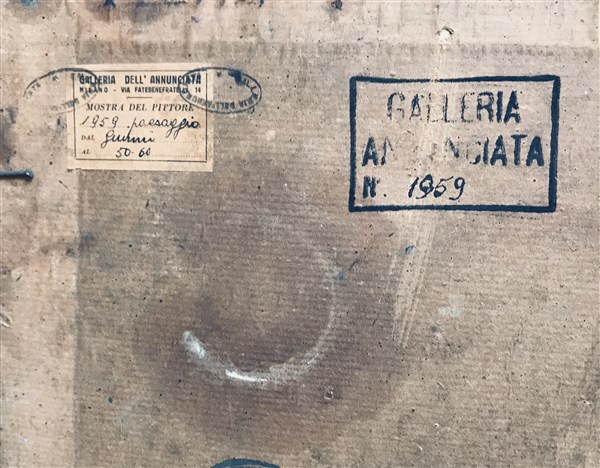 GALLERIA DELL'ANNUNCIATA
MILANO - VIA FATEBENEFRATELLI 14
MOSTRA DEL PITTORE
1959 paesaggio
DAL Giunni
AL 50-60
GALLERIA
ANNUNCIATA
N. 1959